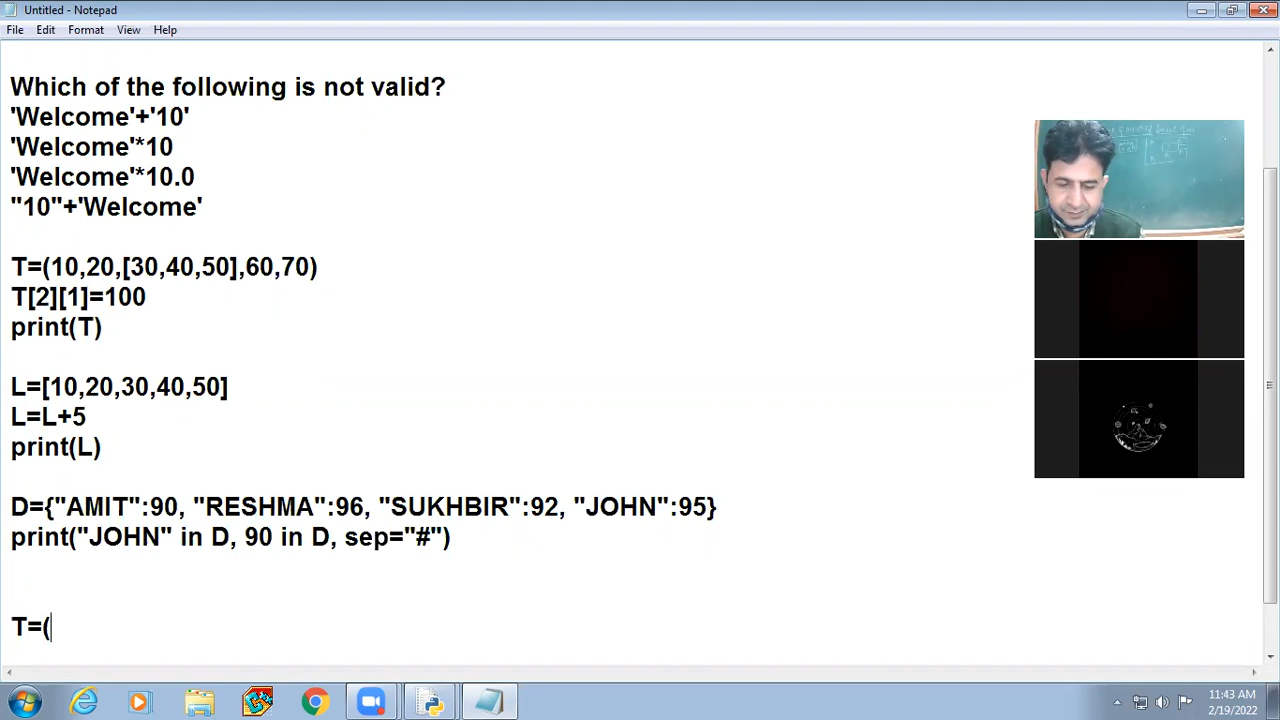 Untitled - Notepad
File Edit Format View Help
Which of the following is not valid?
'Welcome'+'10'
'Welcome'*10
'Welcome'*10.0
"10"+'Welcome'
T=(10,20,[30,40,50],60,70)
T[2][1]=100
print(T)
L=[10,20,30,40,50]
L=L+5
print(L)
D={"AMIT":90, "RESHMA":96, "SUKHBIR":92, "JOHN":95}
print("JOHN" in D, 90 in D, sep="#")
T=(
11:43 AM
2/19/2022